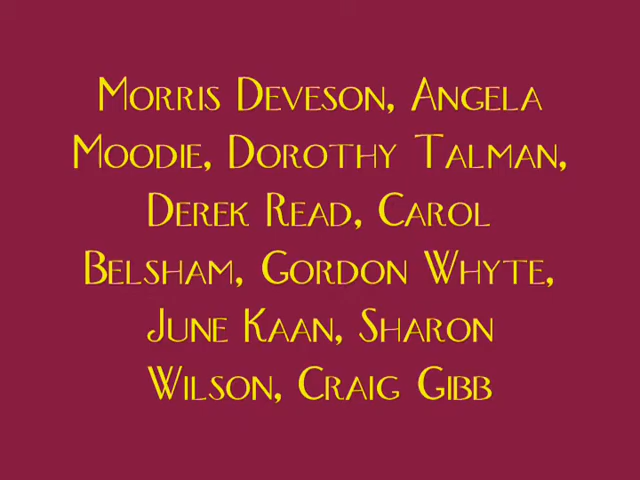 Morris Deveson, Angela
Moodie, Dorothy Talman,
Derek Read, Carol
Belsham, Gordon Whyte,
June Kaan, Sharon
Wilson, Craig Gibb